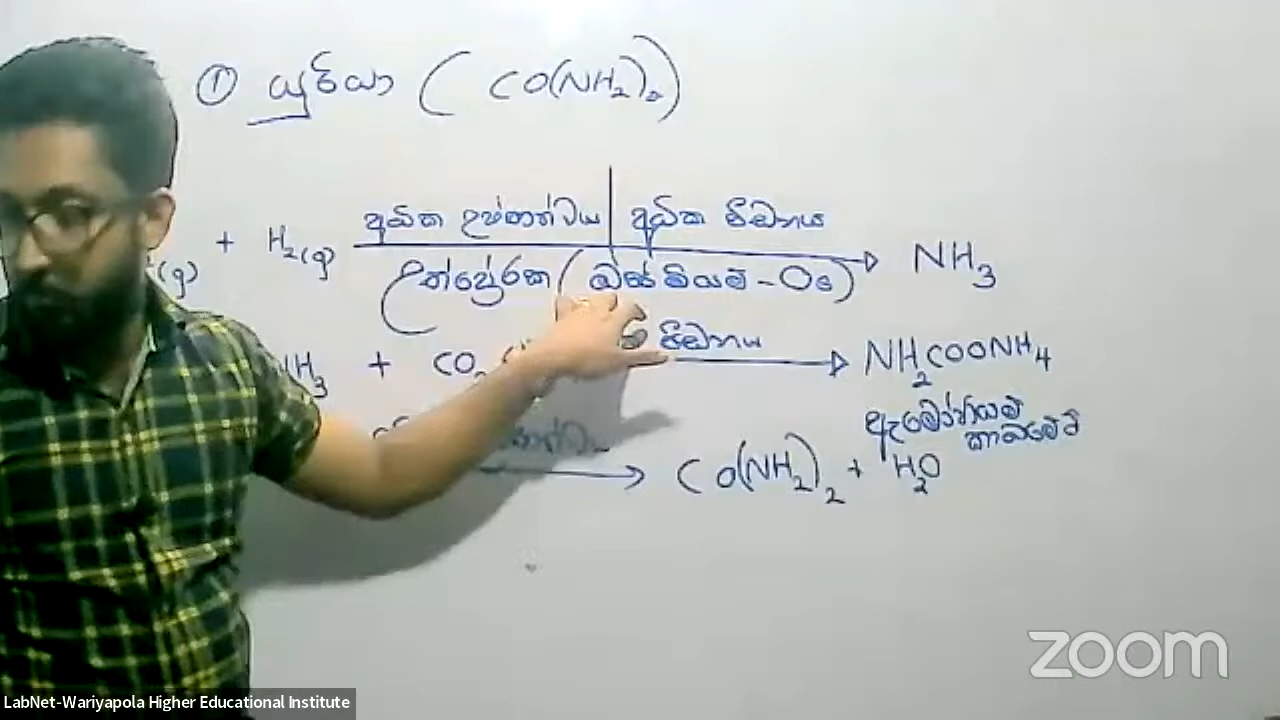 ① යුරියා ( CO(NH₂)₂ )
අධික උෂ්ණත්වය | අධික පීඩනය
(g) + H₂(g) → NH₃
උත්ප්‍රේරක ( ඔස්මියම් - Os )
පීඩනය
NH₃ + CO₂ → NH₂COONH₄
ඇමෝනියම්
කාබමේට්
→ CO(NH₂)₂ + H₂O
zoom
LabNet-Wariyapola Higher Educational Institute